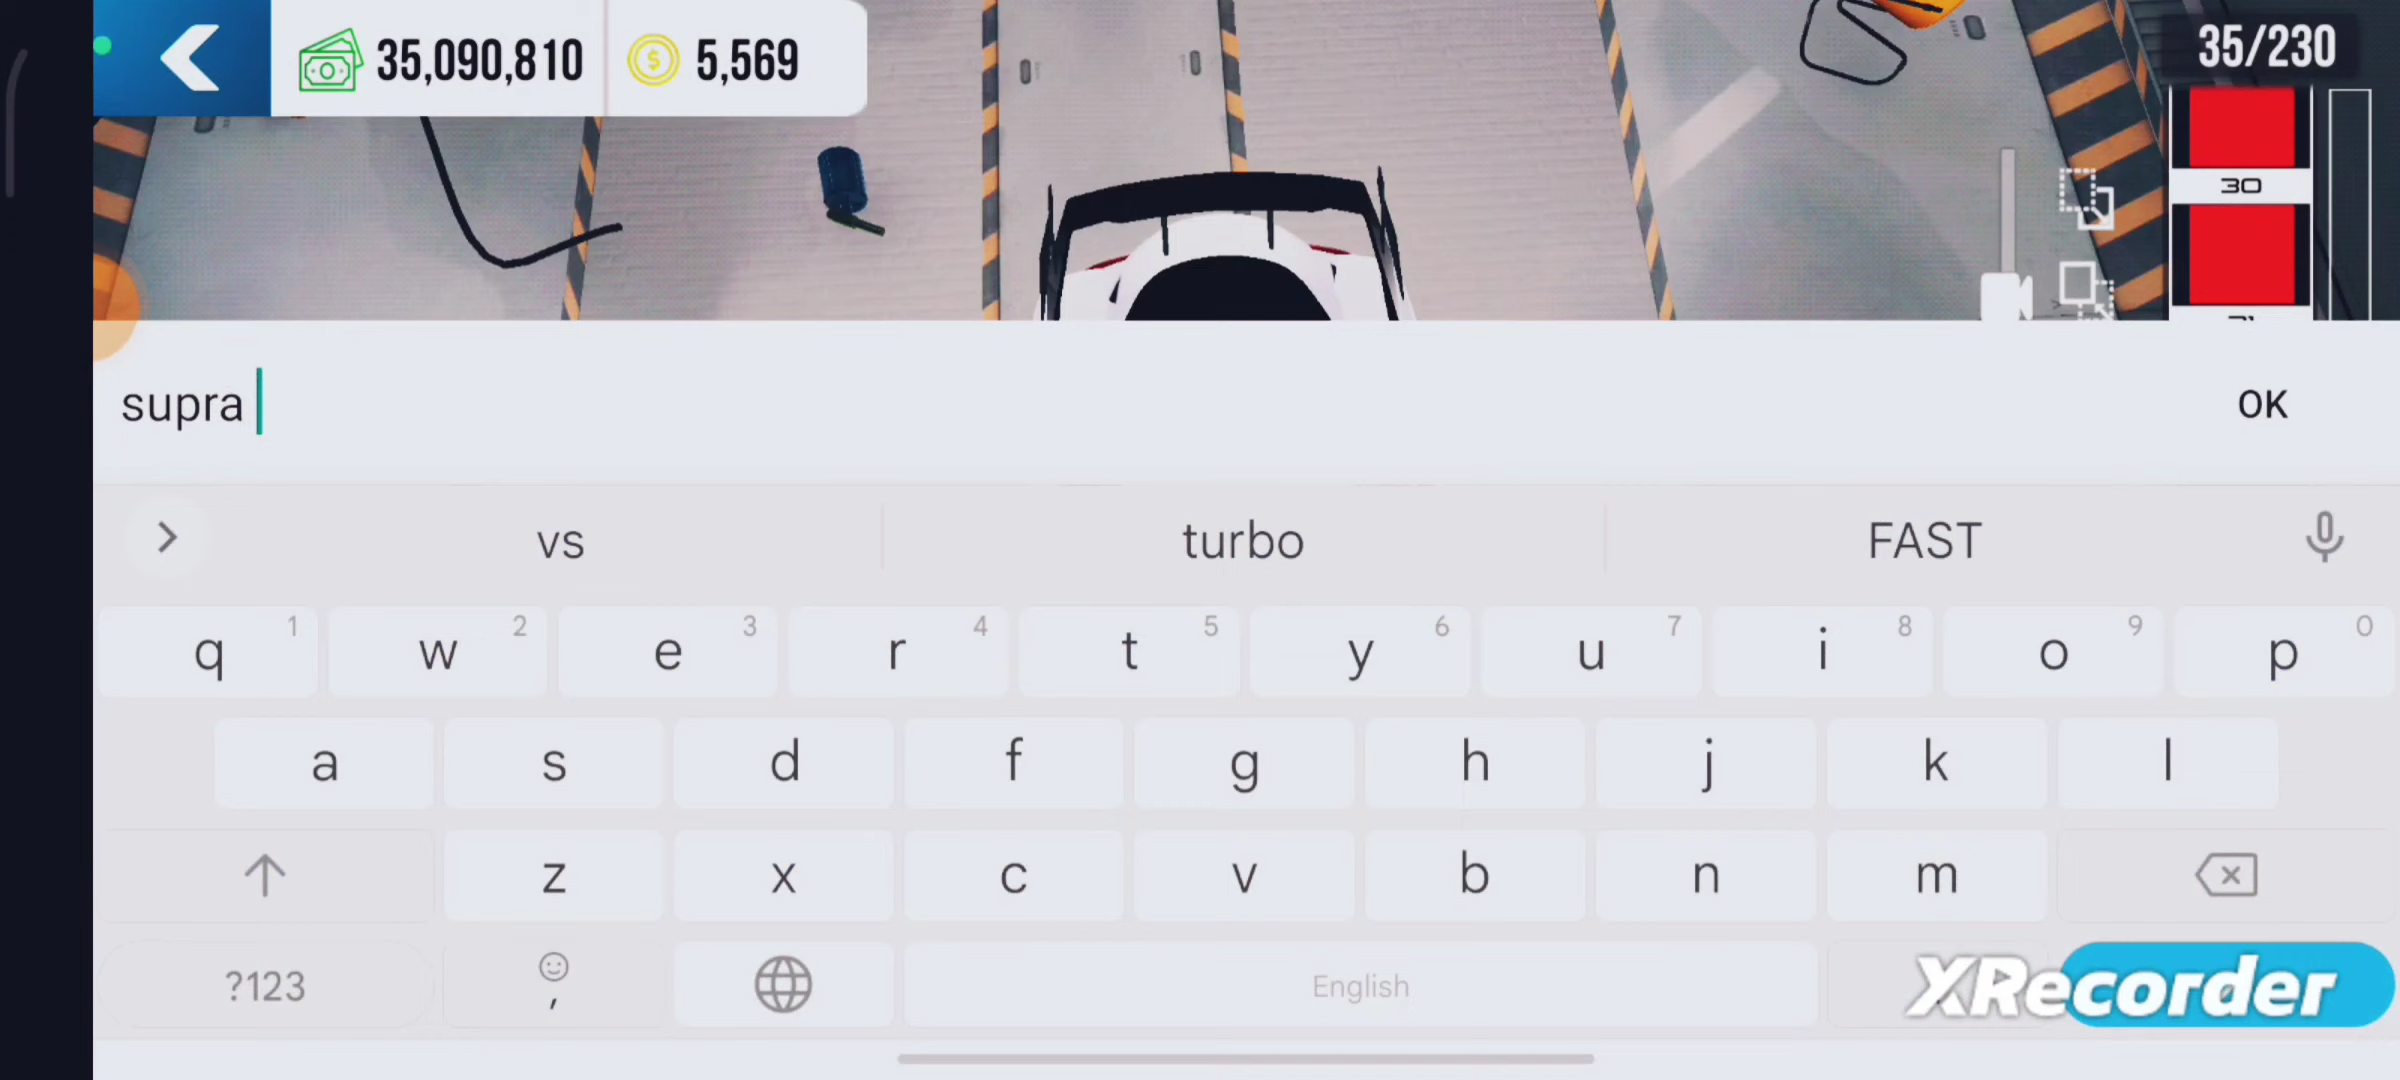 35,090,810 5,569 35/230
30
supra OK
vs turbo FAST
q 1 w 2 e 3 r 4 t 5 y 6 u 7 i 8 o 9 p 0
a s d f g h j k l
z x c v b n m
?123 , English
XRecorder